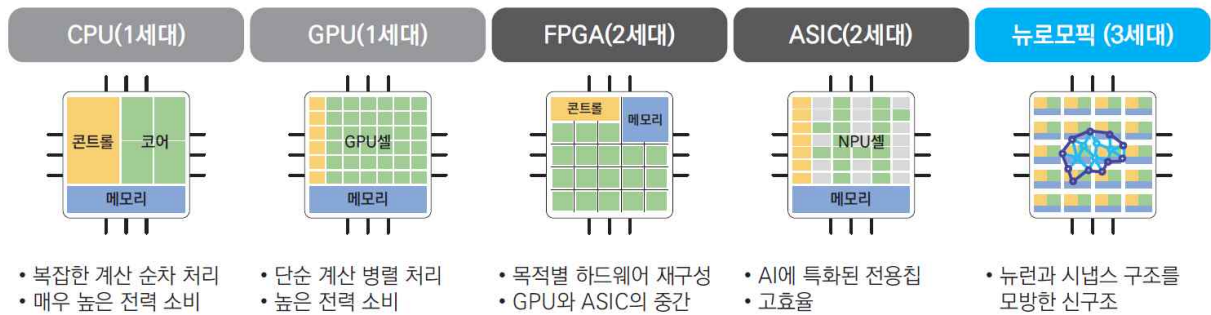 CPU(1세대)
GPU(1세대)
FPGA(2세대)
ASIC(2세대)
뉴로모픽 (3세대)
콘트롤
코어
메모리
GPU셀
메모리
콘트롤
메모리
NPU셀
메모리
• 복잡한 계산 순차 처리
• 매우 높은 전력 소비
• 단순 계산 병렬 처리
• 높은 전력 소비
• 목적별 하드웨어 재구성
• GPU와 ASIC의 중간
• AI에 특화된 전용칩
• 고효율
• 뉴런과 시냅스 구조를
모방한 신구조